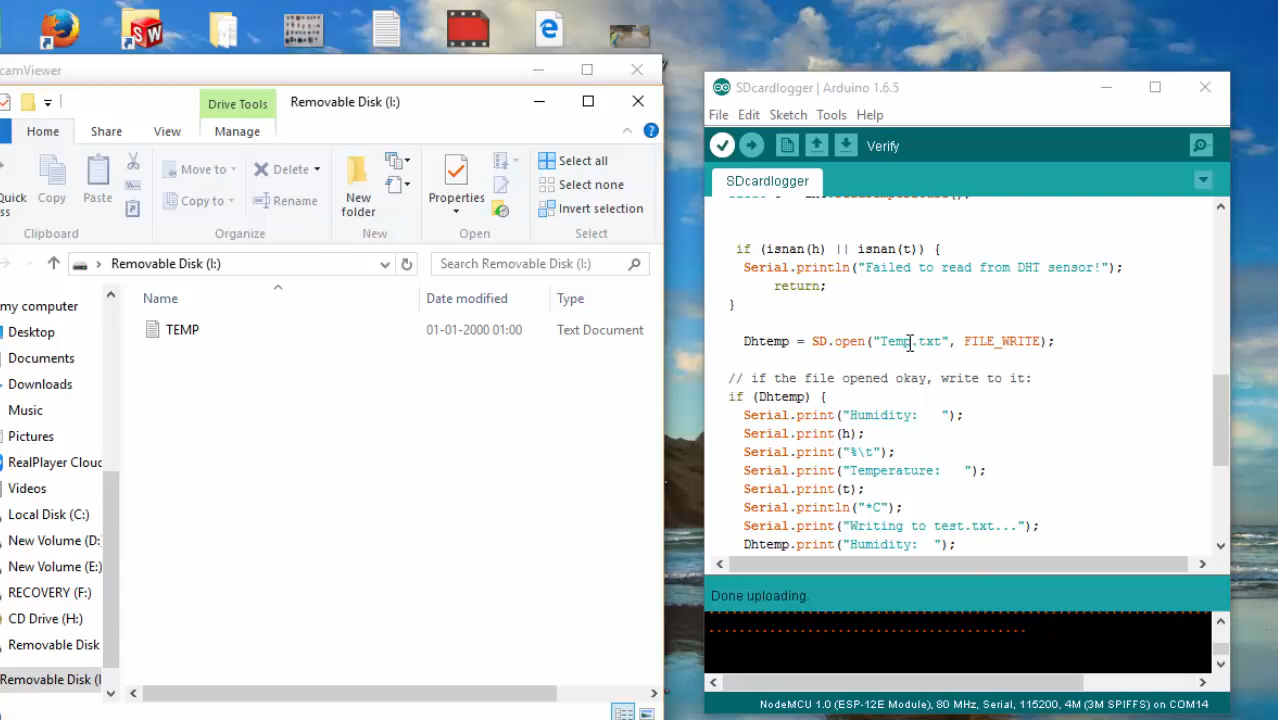 camViewer
Drive Tools
Removable Disk (I:)
Home
Share
View
Manage
Quick
ss
Copy
Paste
Move to
Copy to
Delete
Rename
New
folder
Properties
Select all
Select none
Invert selection
Clipboard
Organize
New
Open
Select
Removable Disk (I:)
Search Removable Disk (I:)
Name
Date modified
Type
TEMP
01-01-2000 01:00
Text Document
my computer
Desktop
Documents
Downloads
Music
Pictures
RealPlayer Cloud
Videos
Local Disk (C:)
New Volume (D:
New Volume (E:)
RECOVERY (F:)
CD Drive (H:)
Removable Disk
Removable Disk (I
SDcardlogger | Arduino 1.6.5
File Edit Sketch Tools Help
Verify
SDcardlogger
if (isnan(h) || isnan(t)) {
Serial.println("Failed to read from DHT sensor!");
return;
}
Dhtemp = SD.open("Temp.txt", FILE_WRITE);
// if the file opened okay, write to it:
if (Dhtemp) {
Serial.print("Humidity:   ");
Serial.print(h);
Serial.print("%\t");
Serial.print("Temperature:   ");
Serial.print(t);
Serial.println("*C");
Serial.print("Writing to test.txt...");
Dhtemp.print("Humidity:  ");
Done uploading.
NodeMCU 1.0 (ESP-12E Module), 80 MHz, Serial, 115200, 4M (3M SPIFFS) on COM14